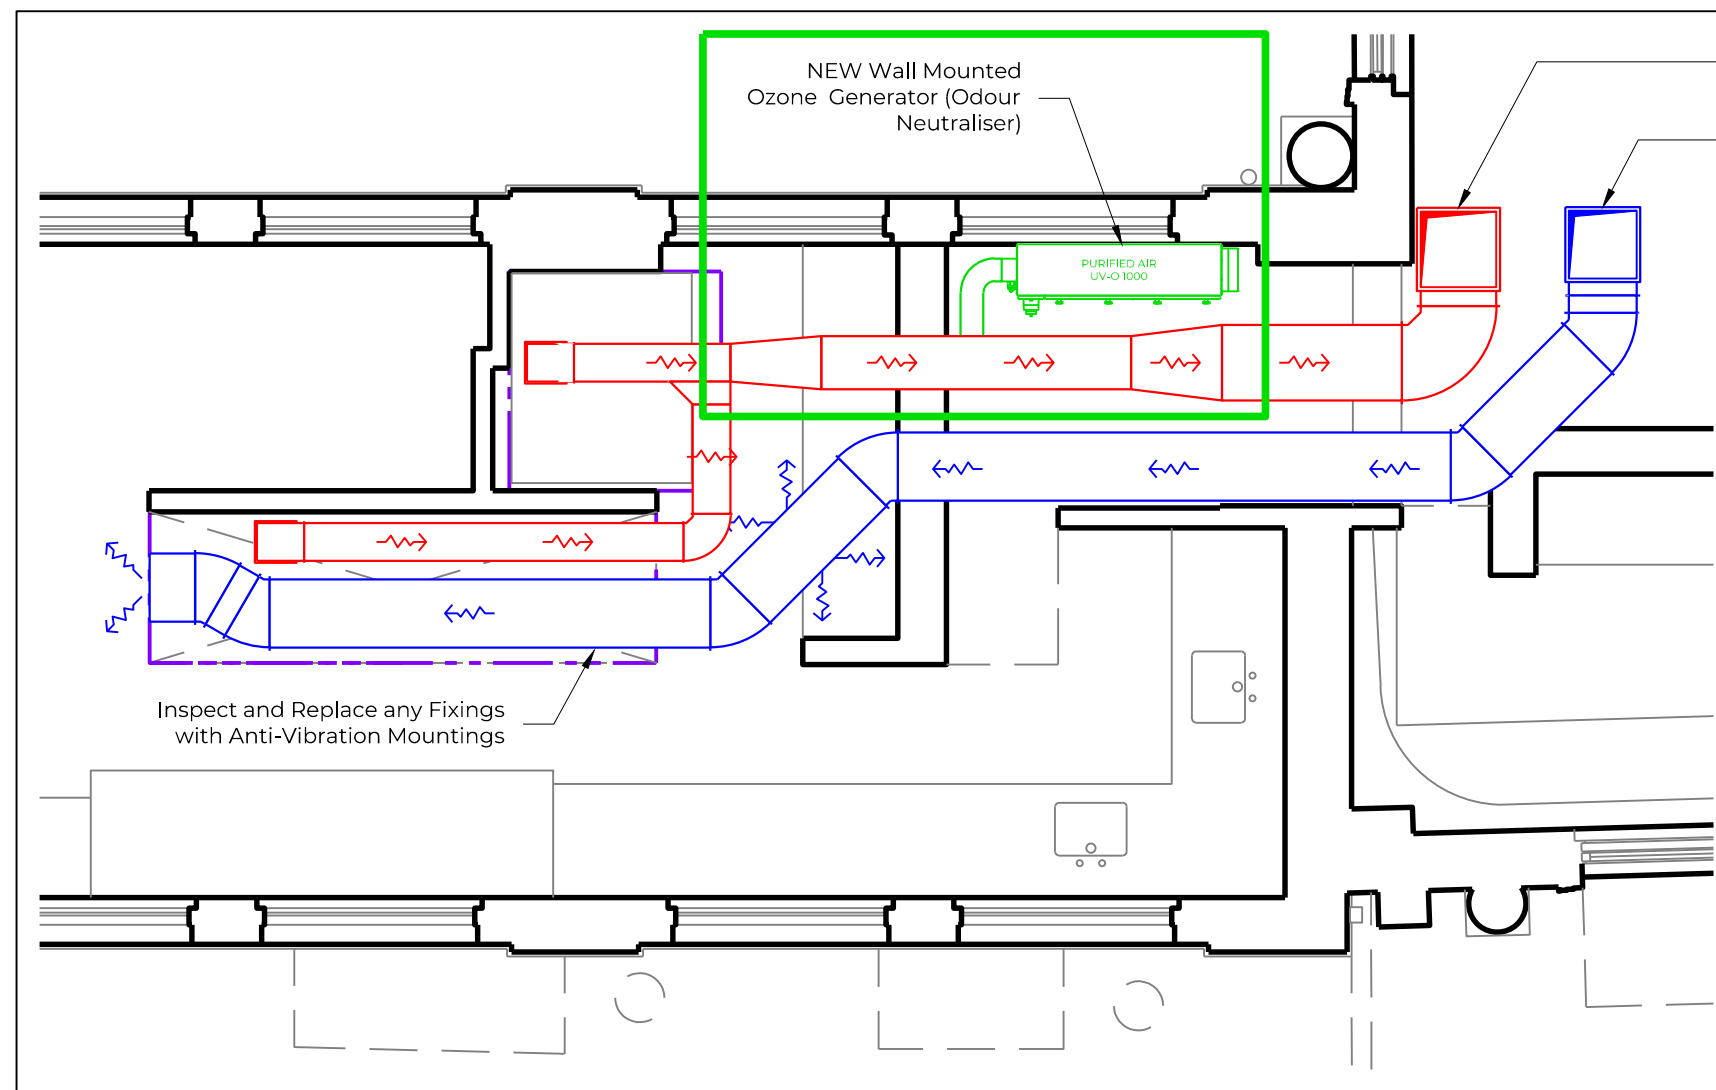 NEW Wall Mounted
Ozone Generator (Odour
Neutraliser)
PURIFIED AIR
UV-O 1000
Inspect and Replace any Fixings
with Anti-Vibration Mountings